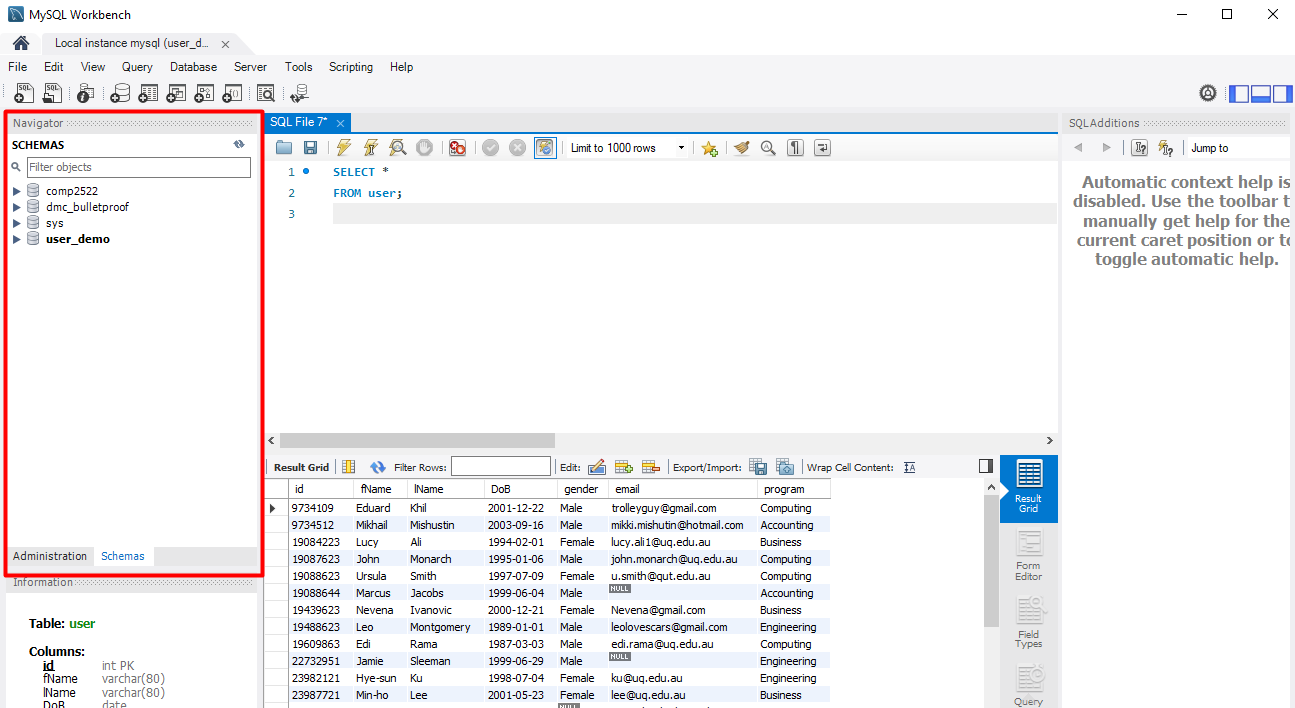 MySQL Workbench
Local instance mysql (user_d...
File Edit View Query Database Server Tools Scripting Help
Navigator
SCHEMAS
Filter objects
comp2522
dmc_bulletproof
sys
user_demo
Administration Schemas
Information
Table: user
Columns:
id int PK
fName varchar(80)
lName varchar(80)
DoB date
SQL File 7*
Limit to 1000 rows
1 SELECT *
2 FROM user;
3
Result Grid Filter Rows: Edit: Export/Import: Wrap Cell Content:
id fName lName DoB gender email program
9734109 Eduard Khil 2001-12-22 Male trolleyguy@gmail.com Computing
9734512 Mikhail Mishustin 2003-09-16 Male mikki.mishutin@hotmail.com Accounting
19084223 Lucy Ali 1994-02-01 Female lucy.ali1@uq.edu.au Business
19087623 John Monarch 1995-01-06 Male john.monarch@uq.edu.au Computing
19088623 Ursula Smith 1997-07-09 Female u.smith@qut.edu.au Computing
19088644 Marcus Jacobs 1999-06-04 Male NULL Accounting
19439623 Nevena Ivanovic 2000-12-21 Female Nevena@gmail.com Business
19488623 Leo Montgomery 1989-01-01 Male leolovescars@gmail.com Engineering
19609863 Edi Rama 1987-03-03 Male edi.rama@uq.edu.au Computing
22732951 Jamie Sleeman 1999-06-29 Male NULL Engineering
23982121 Hye-sun Ku 1998-07-04 Female ku@uq.edu.au Engineering
23987721 Min-ho Lee 2001-05-23 Female lee@uq.edu.au Business
NULL
Result
Grid
Form
Editor
Field
Types
Query
SQLAdditions
Jump to
Automatic context help is
disabled. Use the toolbar t
manually get help for the
current caret position or to
toggle automatic help.